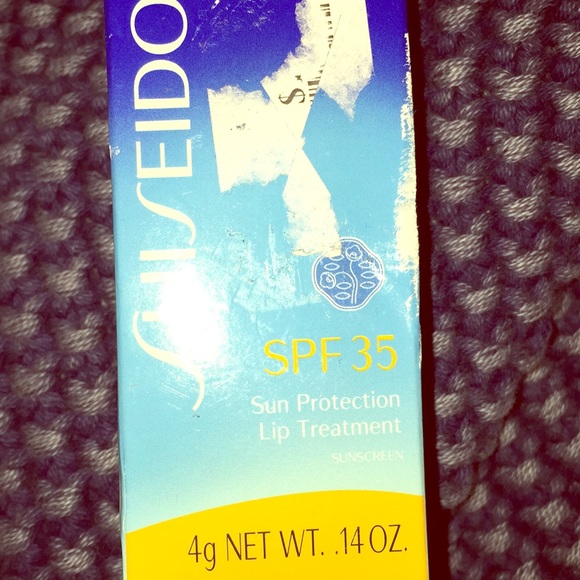 SHISEIDO
$
SPF 35
Sun Protection
Lip Treatment
SUNSCREEN
4g NET WT. .14 OZ.